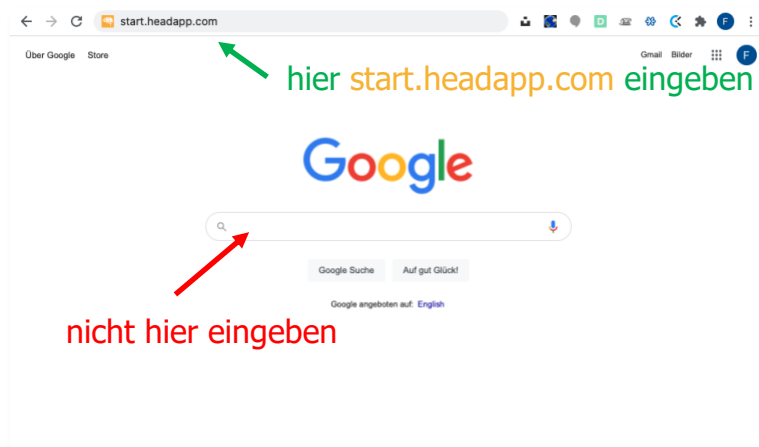 start.headapp.com
F
Über Google Store
Gmail Bilder
F
hier start.headapp.com eingeben
Google
Google Suche Auf gut Glück!
Google angeboten auf: English
nicht hier eingeben